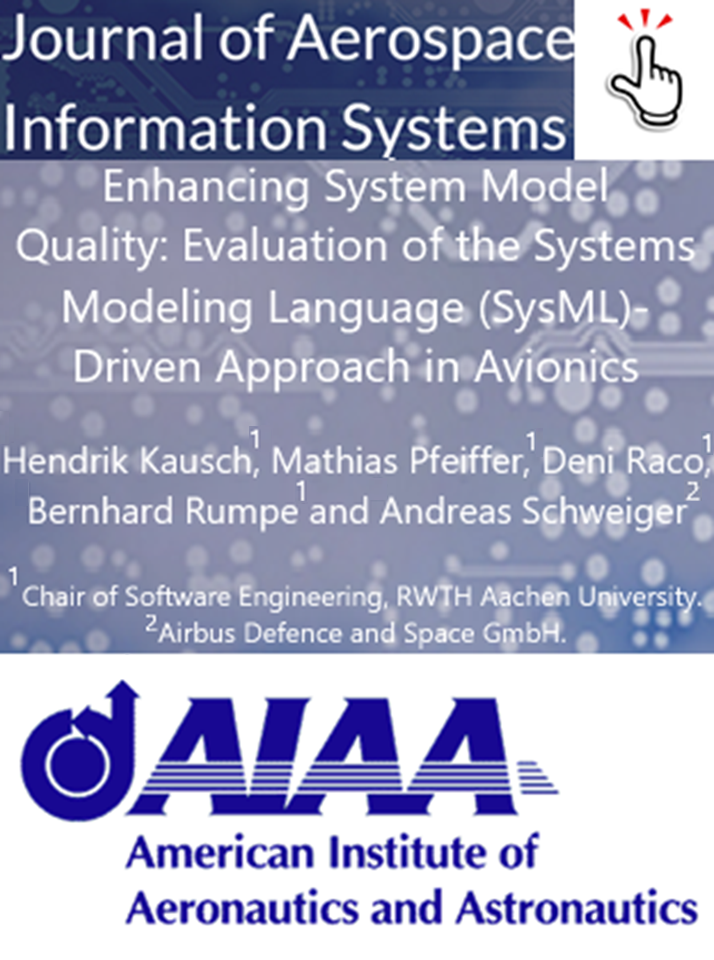 Journal of Aerospace
Information Systems
Enhancing System Model
Quality: Evaluation of the Systems
Modeling Language (SysML)-
Driven Approach in Avionics
Hendrik Kausch,¹ Mathias Pfeiffer,¹ Deni Raco,¹
Bernhard Rumpe¹ and Andreas Schweiger²
¹Chair of Software Engineering, RWTH Aachen University.
²Airbus Defence and Space GmbH.
AIAA
American Institute of
Aeronautics and Astronautics